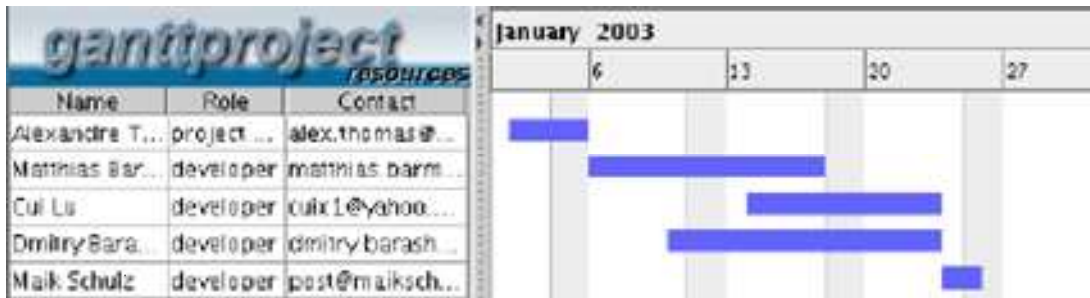 ganttproject
resources
January 2003
6 13 20 27
Name Role Contact
Alexandre T... project ... alex.thomas@...
Matthias Bar... developer matthias.barm...
Cui Lu developer cuix1@yahoo....
Dmitry Bara... developer dmitry.barash...
Maik Schulz developer post@maiksch...